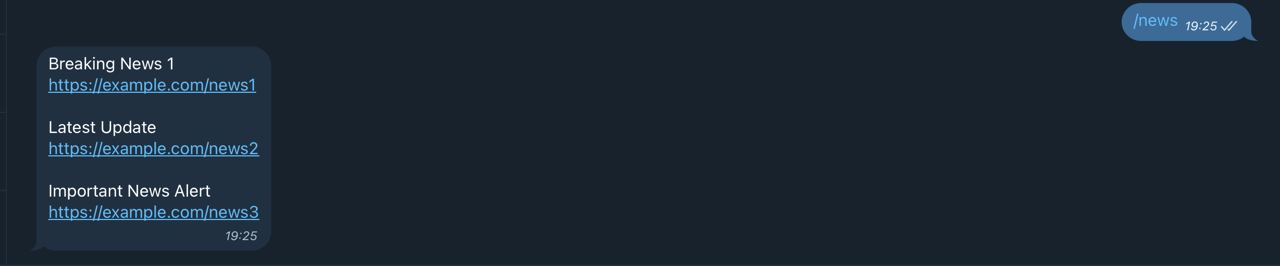 /news 19:25
Breaking News 1
https://example.com/news1
Latest Update
https://example.com/news2
Important News Alert
https://example.com/news3
19:25